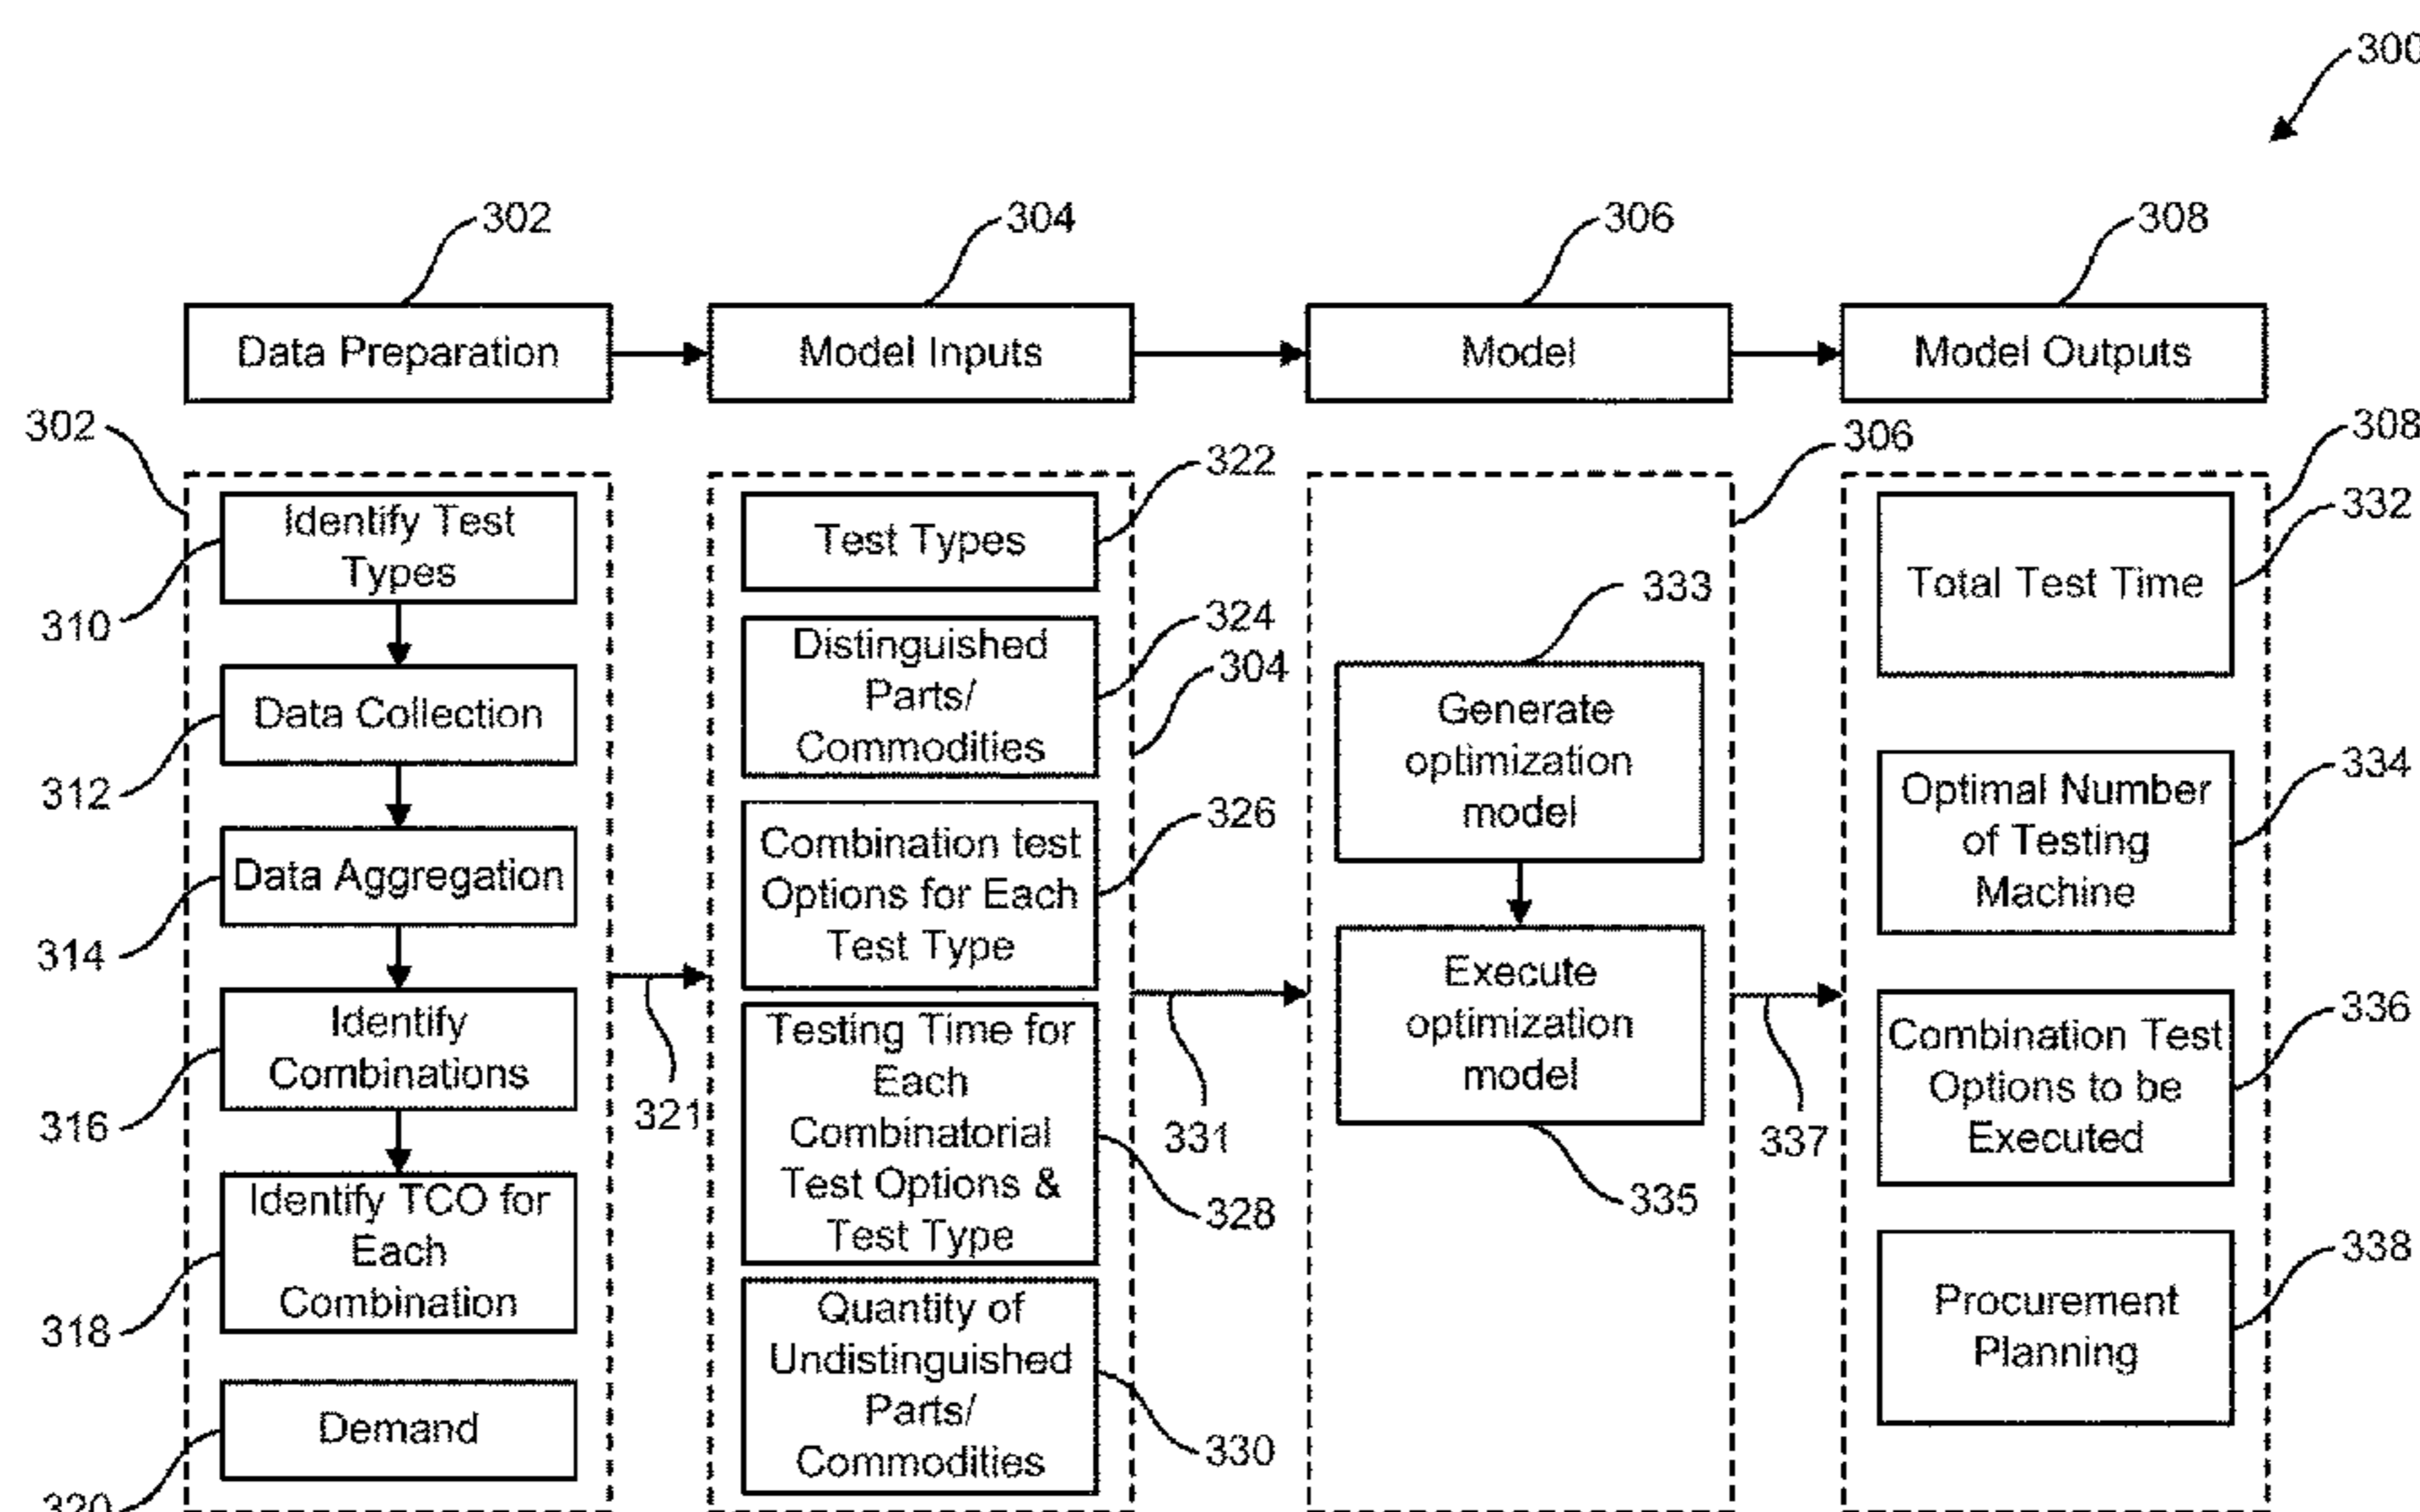 300
302
304
306
308
Data Preparation
Model Inputs
Model
Model Outputs
302
Identify Test
Types
310
Data Collection
312
Data Aggregation
314
Identify
Combinations
316
Identify TCO for
Each
Combination
318
Demand
320
321
322
Test Types
324
Distinguished
Parts/
Commodities
304
326
Combination test
Options for Each
Test Type
Testing Time for
Each
Combinatorial
Test Options &
Test Type
328
Quantity of
Undistinguished
Parts/
Commodities
330
331
306
333
Generate
optimization
model
Execute
optimization
model
335
337
308
332
Total Test Time
334
Optimal Number
of Testing
Machine
336
Combination Test
Options to be
Executed
338
Procurement
Planning